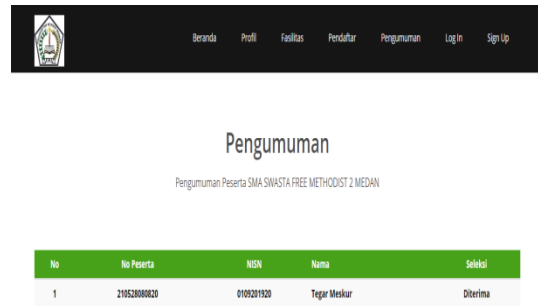 Beranda Profil Fasilitas Pendaftar Pengumuman Log In Sign Up
Pengumuman
Pengumuman Peserta SMA SWASTA FREE METHODIST 2 MEDAN
No No Peserta NISN Nama Seleksi
1 210528080820 0109201920 Tegar Meskur Diterima